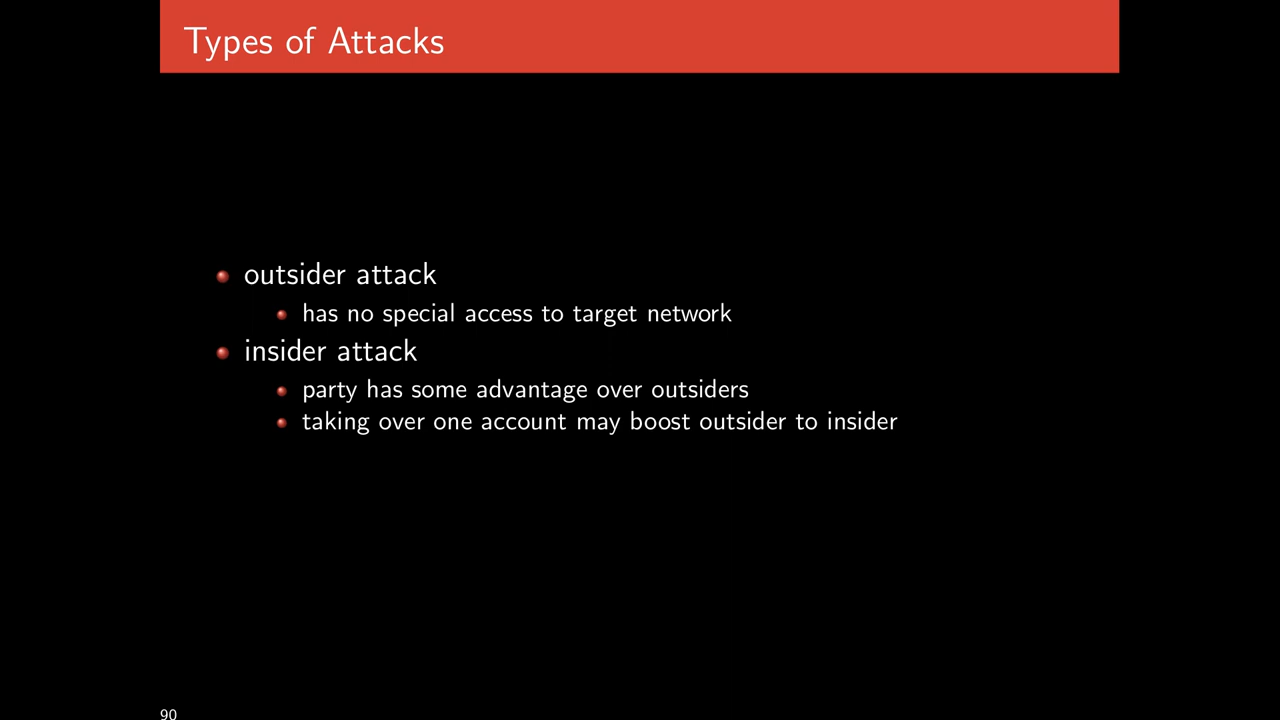 Types of Attacks
outsider attack
has no special access to target network
insider attack
party has some advantage over outsiders
taking over one account may boost outsider to insider
90